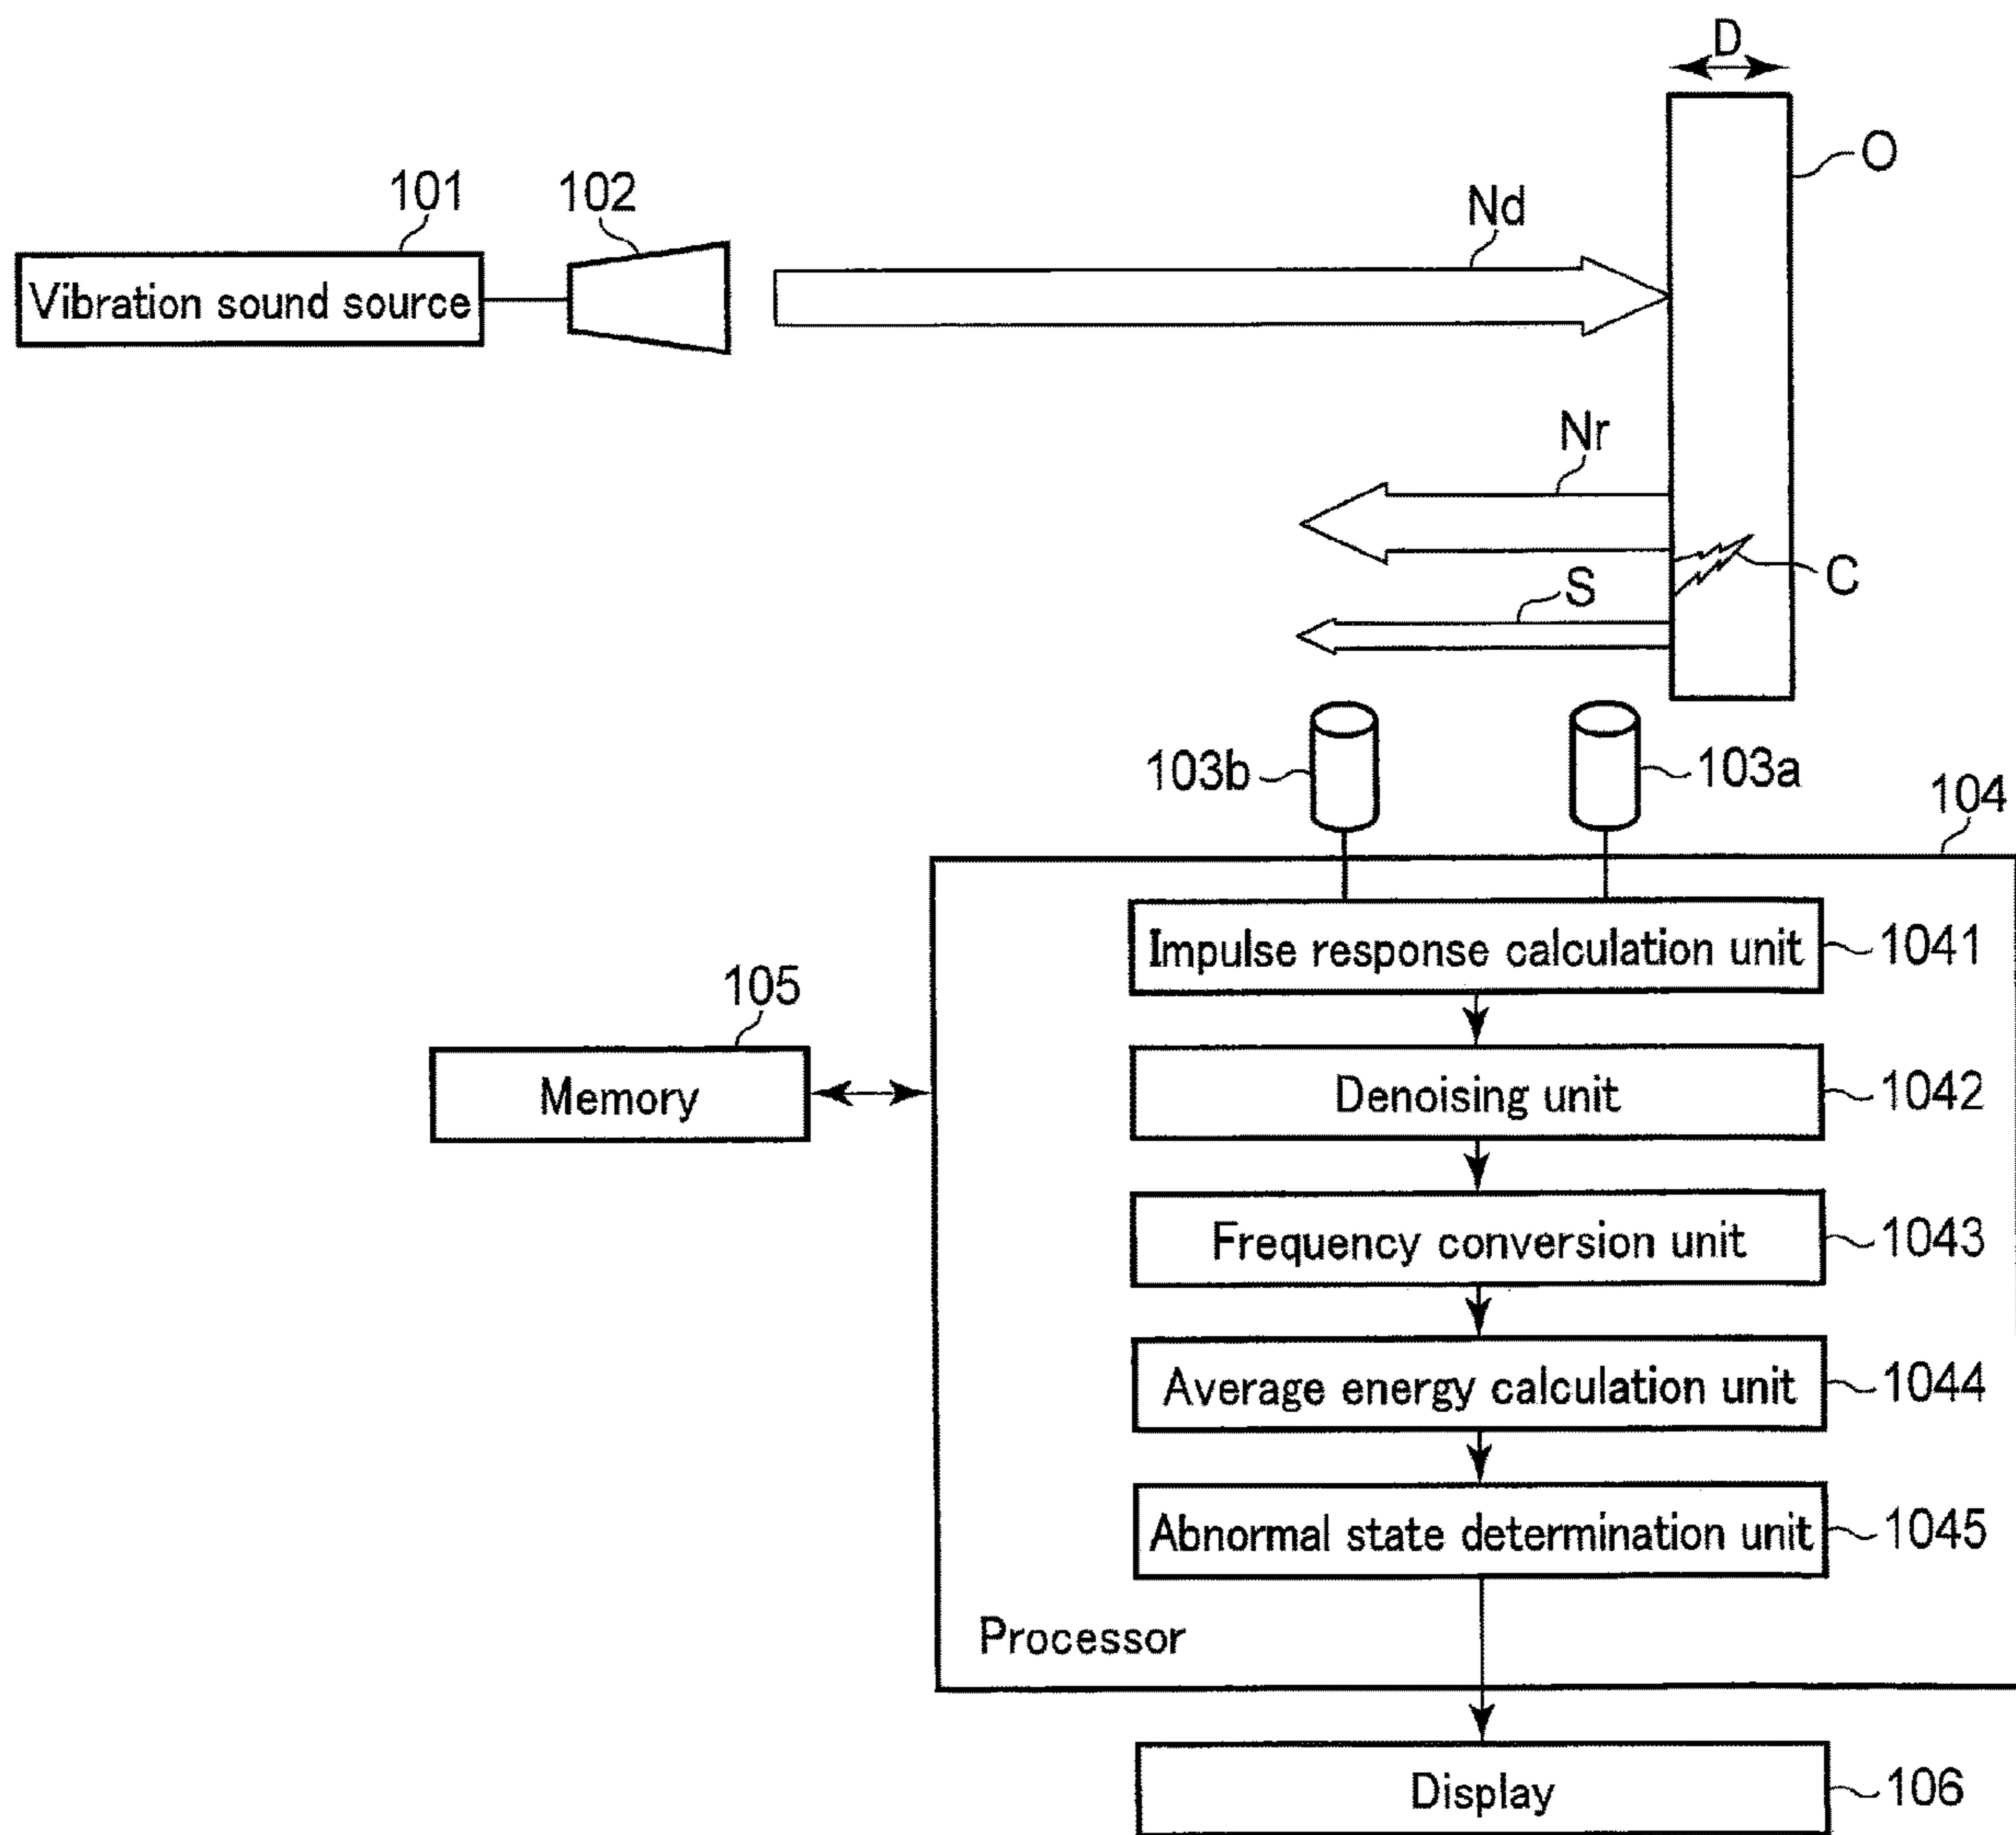 D
O
101
102
Nd
Vibration sound source
Nr
C
S
103b
103a
104
Impulse response calculation unit
1041
105
Memory
Denoising unit
1042
Frequency conversion unit
1043
Average energy calculation unit
1044
Abnormal state determination unit
1045
Processor
Display
106